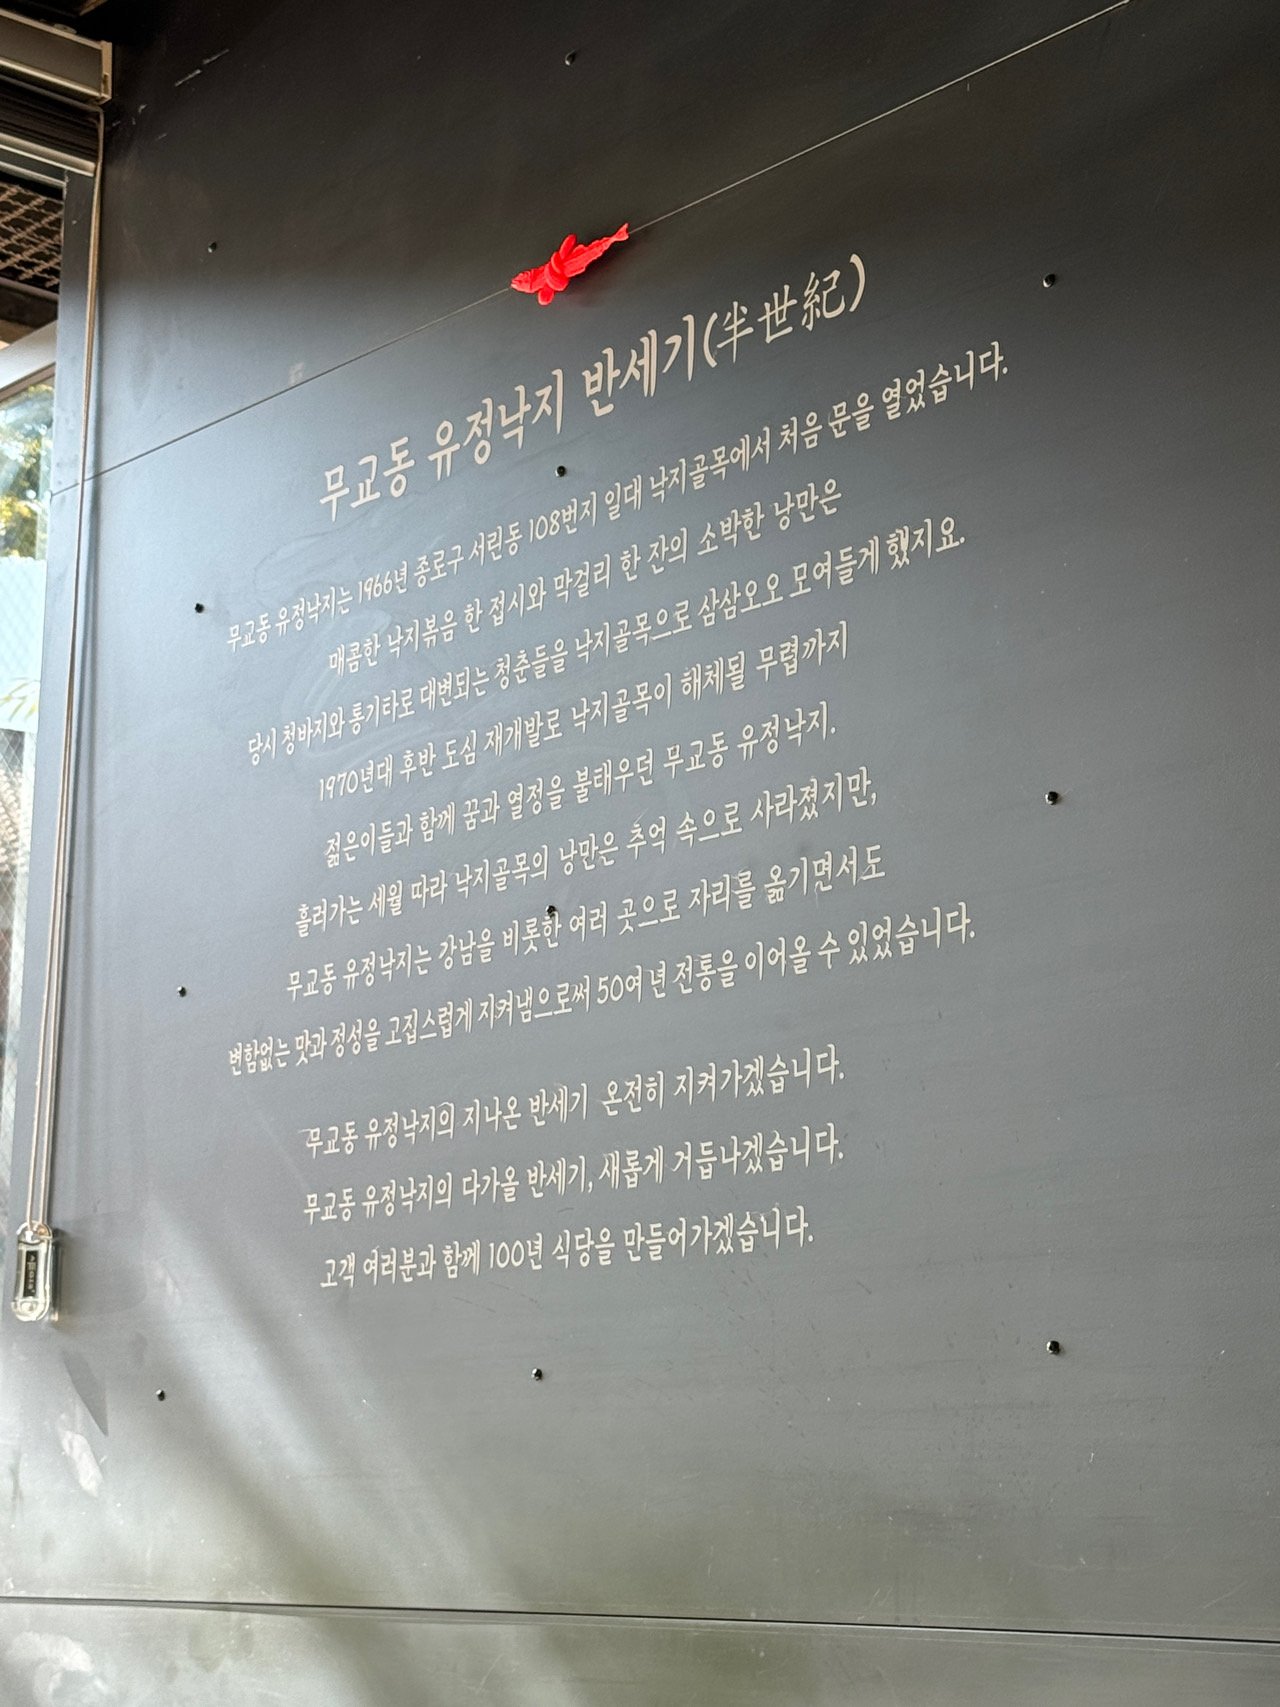 무교동 유정낙지 반세기(半世紀)
무교동 유정낙지는 1966년 종로구 서린동 108번지 일대 낙지골목에서 처음 문을 열었습니다.
매콤한 낙지볶음 한 접시와 막걸리 한 잔의 소박한 낭만은
당시 청바지와 통기타로 대변되는 청춘들을 낙지골목으로 삼삼오오 모여들게 했지요.
1970년대 후반 도심 재개발로 낙지골목이 해체될 무렵까지
젊은이들과 함께 꿈과 열정을 불태우던 무교동 유정낙지.
흘러가는 세월 따라 낙지골목의 낭만은 추억 속으로 사라졌지만,
무교동 유정낙지는 강남을 비롯한 여러 곳으로 자리를 옮기면서도
변함없는 맛과 정성을 고집스럽게 지켜냄으로써 50여 년 전통을 이어올 수 있었습니다.
무교동 유정낙지의 지나온 반세기 온전히 지켜가겠습니다.
무교동 유정낙지의 다가올 반세기, 새롭게 거듭나겠습니다.
고객 여러분과 함께 100년 식당을 만들어가겠습니다.